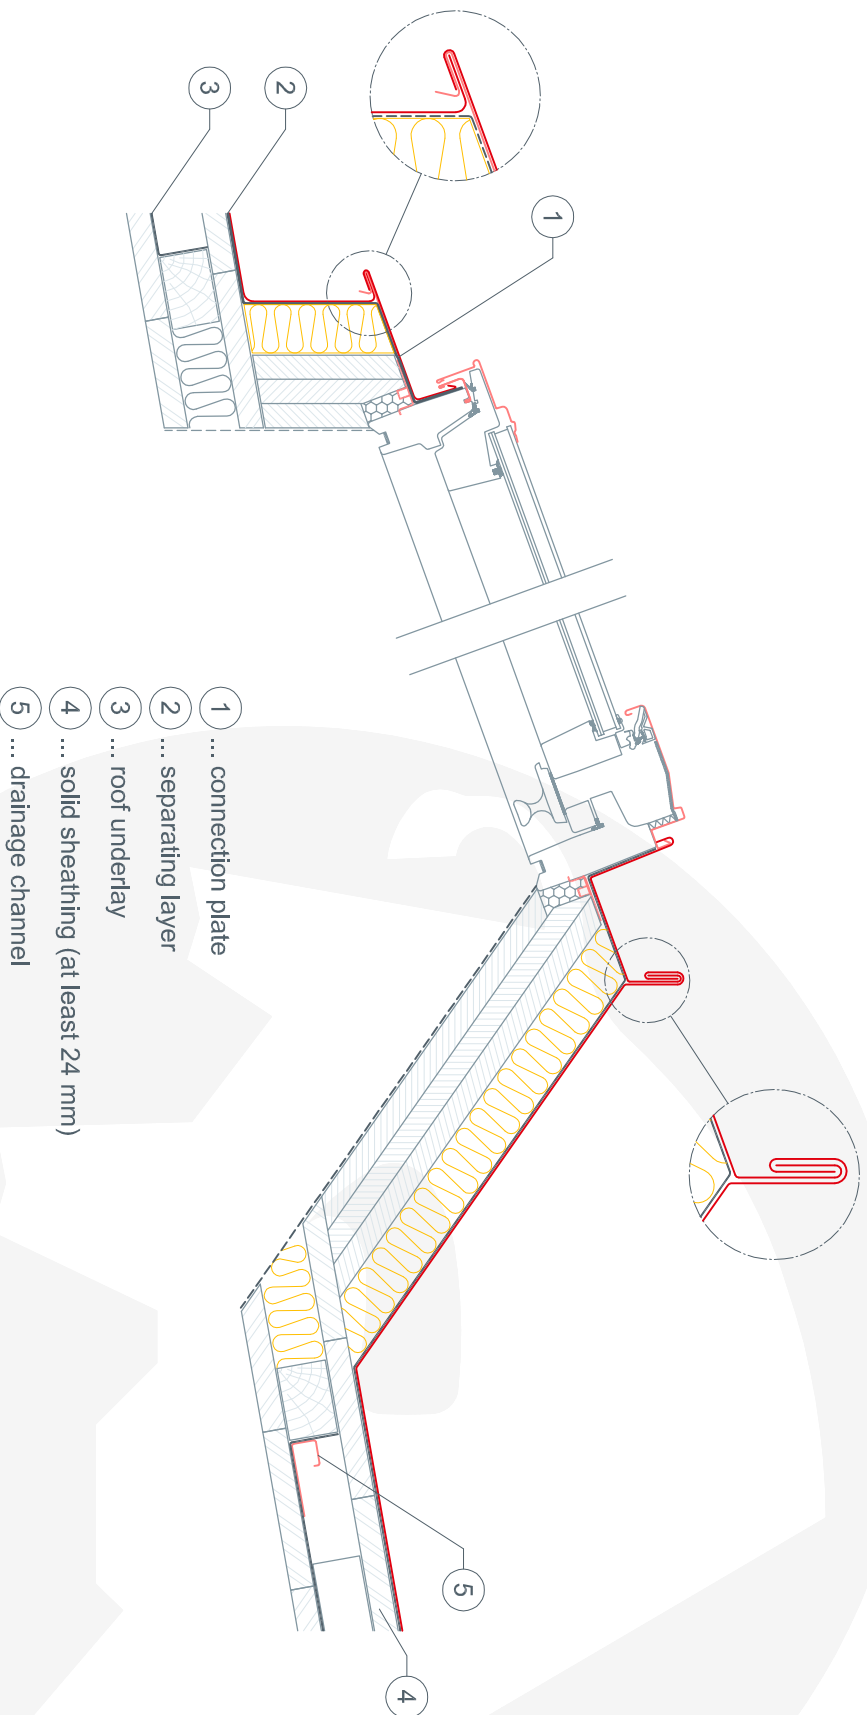 3
2
1
5
4
1 ... connection plate
2 ... separating layer
3 ... roof underlay
4 ... solid sheathing (at least 24 mm)
5 ... drainage channel